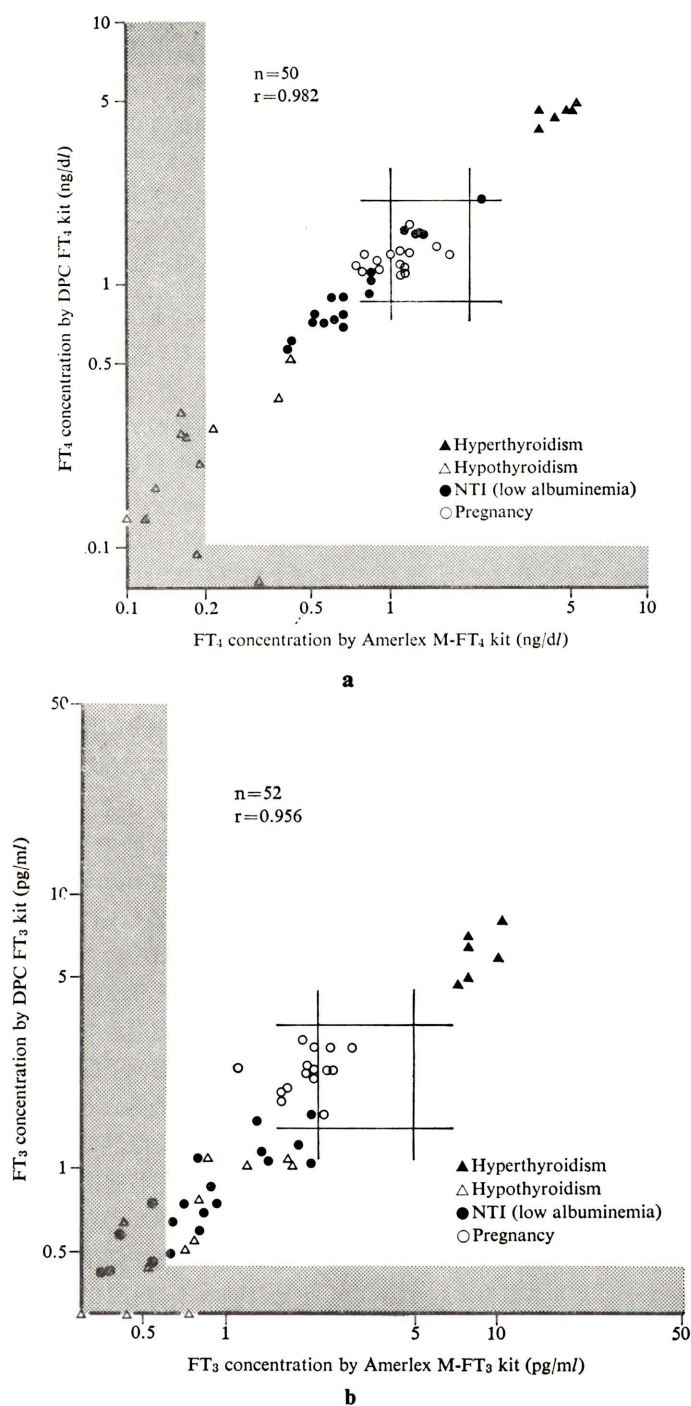 10
5
1
0.5
0.1
n=50
r=0.982
▲Hyperthyroidism
△Hypothyroidism
●NTI (low albuminemia)
○Pregnancy
0.1 0.2 0.5 1 5 10
FT₄ concentration by DPC FT₄ kit (ng/dl)
FT₄ concentration by Amerlex M-FT₄ kit (ng/dl)
a
50
10
5
1
0.5
n=52
r=0.956
▲Hyperthyroidism
△Hypothyroidism
●NTI (low albuminemia)
○Pregnancy
0.5 1 5 10 50
FT₃ concentration by DPC FT₃ kit (pg/ml)
FT₃ concentration by Amerlex M-FT₃ kit (pg/ml)
b